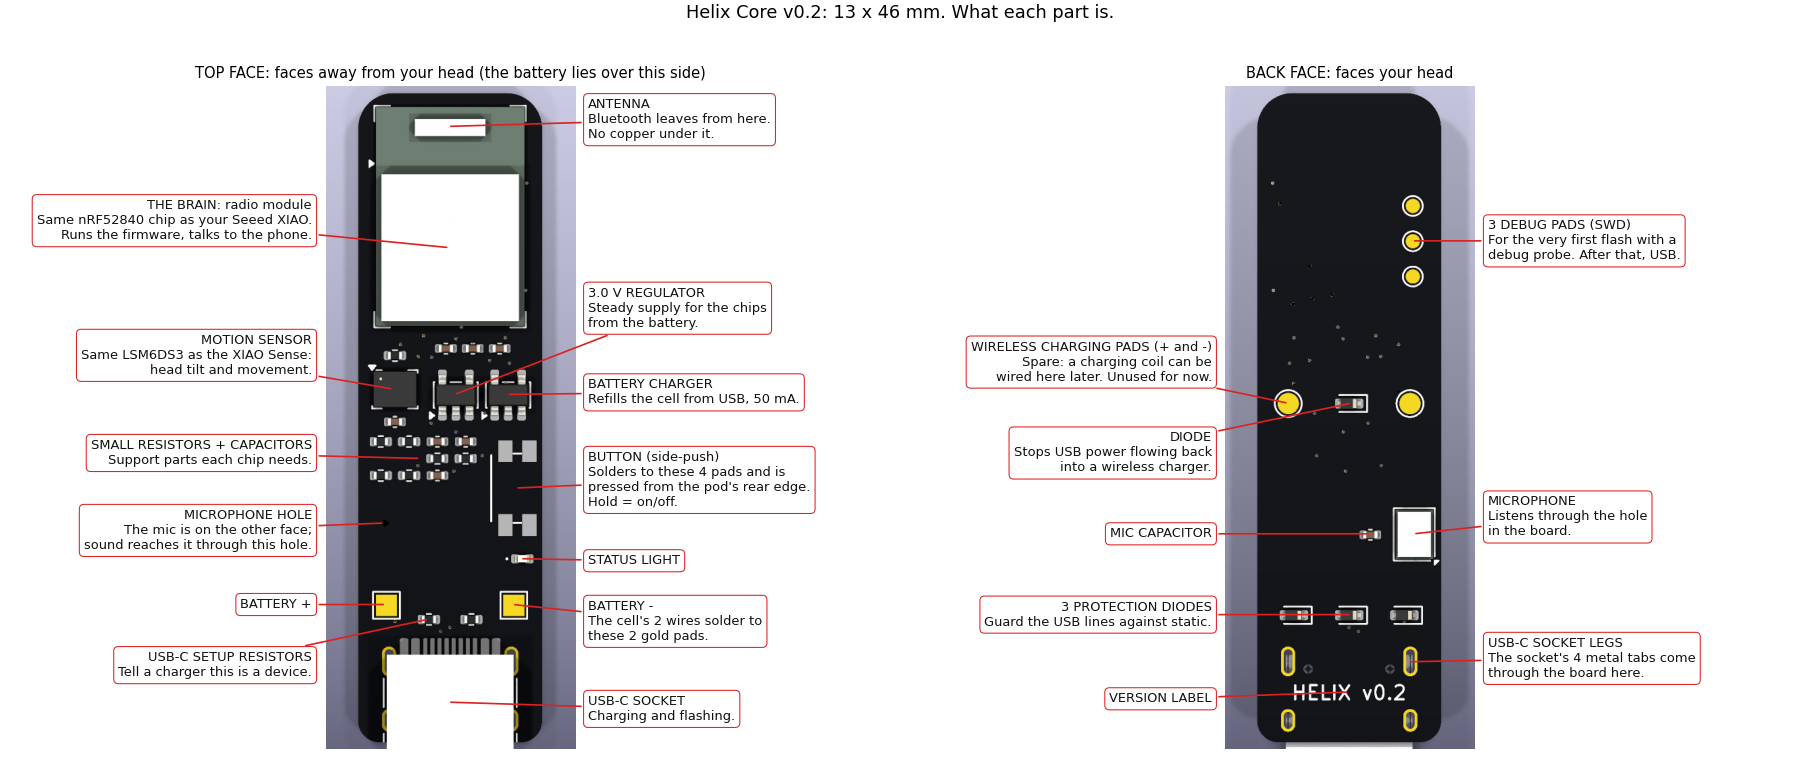 Helix Core v0.2: 13 x 46 mm. What each part is.
TOP FACE: faces away from your head (the battery lies over this side)
ANTENNA
Bluetooth leaves from here.
No copper under it.
THE BRAIN: radio module
Same nRF52840 chip as your Seeed XIAO.
Runs the firmware, talks to the phone.
3.0 V REGULATOR
Steady supply for the chips
from the battery.
MOTION SENSOR
Same LSM6DS3 as the XIAO Sense:
head tilt and movement.
BATTERY CHARGER
Refills the cell from USB, 50 mA.
SMALL RESISTORS + CAPACITORS
Support parts each chip needs.
BUTTON (side-push)
Solders to these 4 pads and is
pressed from the pod's rear edge.
Hold = on/off.
MICROPHONE HOLE
The mic is on the other face;
sound reaches it through this hole.
STATUS LIGHT
BATTERY +
BATTERY -
The cell's 2 wires solder to
these 2 gold pads.
USB-C SETUP RESISTORS
Tell a charger this is a device.
USB-C SOCKET
Charging and flashing.
BACK FACE: faces your head
3 DEBUG PADS (SWD)
For the very first flash with a
debug probe. After that, USB.
WIRELESS CHARGING PADS (+ and -)
Spare: a charging coil can be
wired here later. Unused for now.
DIODE
Stops USB power flowing back
into a wireless charger.
MICROPHONE
Listens through the hole
in the board.
MIC CAPACITOR
3 PROTECTION DIODES
Guard the USB lines against static.
USB-C SOCKET LEGS
The socket's 4 metal tabs come
through the board here.
VERSION LABEL
HELIX v0.2